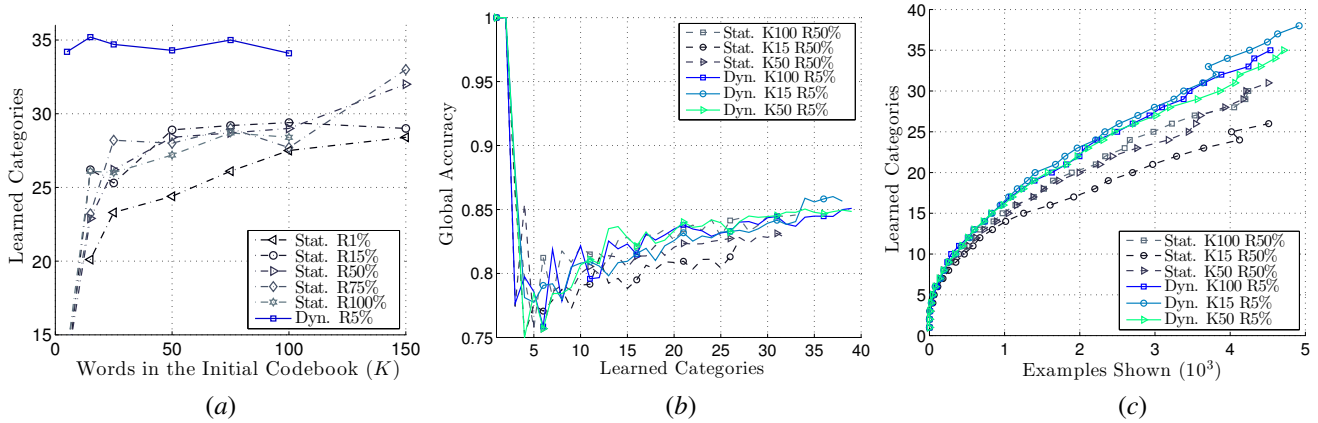 35
30
25
20
15
0
50
100
150
Learned Categories
Words in the Initial Codebook (K)
Stat. R1%
Stat. R15%
Stat. R50%
Stat. R75%
Stat. R100%
Dyn. R5%
(a)
1
0.95
0.9
0.85
0.8
0.75
5
10
15
20
25
30
35
40
Global Accuracy
Learned Categories
Stat. K100 R50%
Stat. K15 R50%
Stat. K50 R50%
Dyn. K100 R5%
Dyn. K15 R5%
Dyn. K50 R5%
(b)
40
35
30
25
20
15
10
5
0
0
1
2
3
4
5
Learned Categories
Examples Shown (10³)
Stat. K100 R50%
Stat. K15 R50%
Stat. K50 R50%
Dyn. K100 R5%
Dyn. K15 R5%
Dyn. K50 R5%
(c)